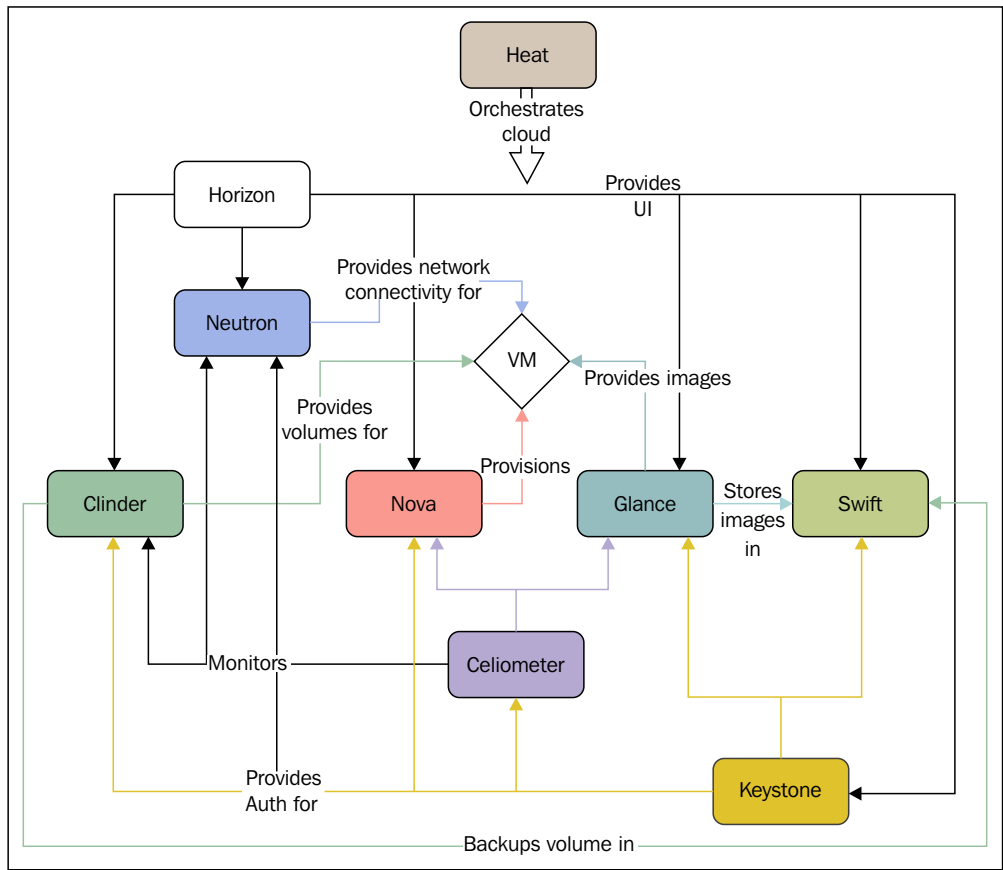 Heat
Orchestrates
cloud
Horizon
Provides
UI
Provides network
connectivity for
Neutron
VM
Provides images
Provides
volumes for
Provisions
Clinder
Nova
Glance
Stores
images
in
Swift
Celiometer
Monitors
Provides
Auth for
Keystone
Backups volume in